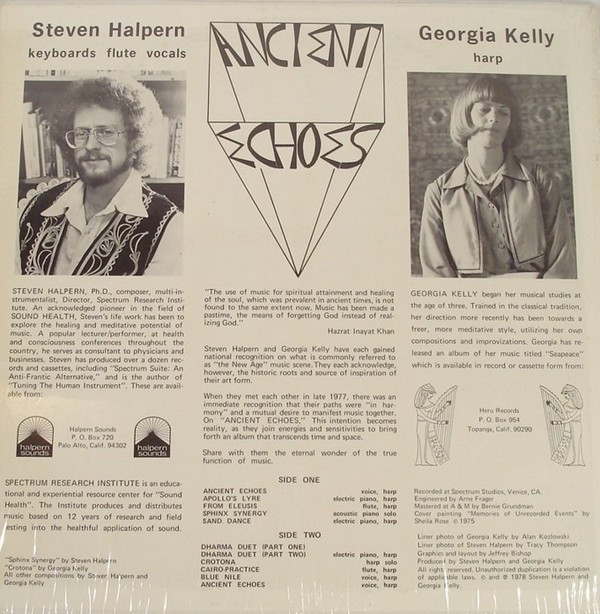 Steven Halpern
keyboards flute vocals
ANCIENT
ECHOES
Georgia Kelly
harp
STEVEN HALPERN, Ph.D., composer, multi-in-
strumentalist, Director, Spectrum Research Insti-
tute. An acknowledged pioneer in the field of
SOUND HEALTH, Steven's life work has been to
explore the healing and meditative potential of
music. A popular lecturer/performer, at health
and consciousness conferences throughout the
country, he serves as consultant to physicians and
businesses. Steven has produced over a dozen rec-
ords and cassettes, including "Spectrum Suite: An
Anti-Frantic Alternative," and is the author of
"Tuning The Human Instrument". These are avail-
able from:
halpern
sounds
Halpern Sounds
P. O. Box 720
Palo Alto, Calif. 94302
halpern
sounds
SPECTRUM RESEARCH INSTITUTE is an educa-
tional and experiential resource center for "Sound
Health". The Institute produces and distributes
music based on 12 years of research and field
testing into the healthful application of sound.
"Sphinx Synergy" by Steven Halpern
"Crotona" by Georgia Kelly
All other compositions by Steven Halpern and
Georgia Kelly
"The use of music for spiritual attainment and healing
of the soul, which was prevalent in ancient times, is not
found to the same extent now. Music has been made a
pastime, the means of forgetting God instead of real-
izing God."
Hazrat Inayat Khan
Steven Halpern and Georgia Kelly have each gained
national recognition on what is commonly referred to
as "the New Age" music scene. They each acknowledge,
however, the historic roots and source of inspiration of
their art form.
When they met each other in late 1977, there was an
immediate recognition that their paths were "in har-
mony" and a mutual desire to manifest music together.
On "ANCIENT ECHOES," This intention becomes
reality, as they join energies and sensitivities to bring
forth an album that transcends time and space.
Share with them the eternal wonder of the true
function of music.
SIDE ONE
ANCIENT ECHOES voice, harp
APOLLO'S LYRE electric piano, harp
FROM ELEUSIS flute, harp
SPHINX SYNERGY acoustic piano solo
SAND DANCE electric piano, harp
SIDE TWO
DHARMA DUET (PART ONE)
DHARMA DUET (PART TWO) electric piano, harp
CROTONA harp solo
CAIRO-PRACTICE flute, harp
BLUE NILE voice, harp
ANCIENT ECHOES electric piano, harp
GEORGIA KELLY began her musical studies at
the age of three. Trained in the classical tradition,
her direction more recently has been towards a
freer, more meditative style, utilizing her own
compositions and improvizations. Georgia has re-
leased an album of her music titled "Seapeace"
which is available in record or cassette form from:
Heru Records
P. O. Box 954
Topanga, Calif. 90290
Recorded at Spectrum Studios, Venice, CA.
Engineered by Arne Frager
Mastered at A & M by Bernie Grundman
Cover painting "Memories of Unrecorded Events" by
Sheila Rose © 1975
Liner photo of Georgia Kelly by Alan Kozlowski
Liner photo of Steven Halpern by Tracy Thompson
Graphics and layout by Jeffrey Bishop
Produced by Steven Halpern and Georgia Kelly
All right reserved, Unauthorized duplication is a violation
of applicable laws. © and ℗ 1978 Steven Halpern and
Georgia Kelly.